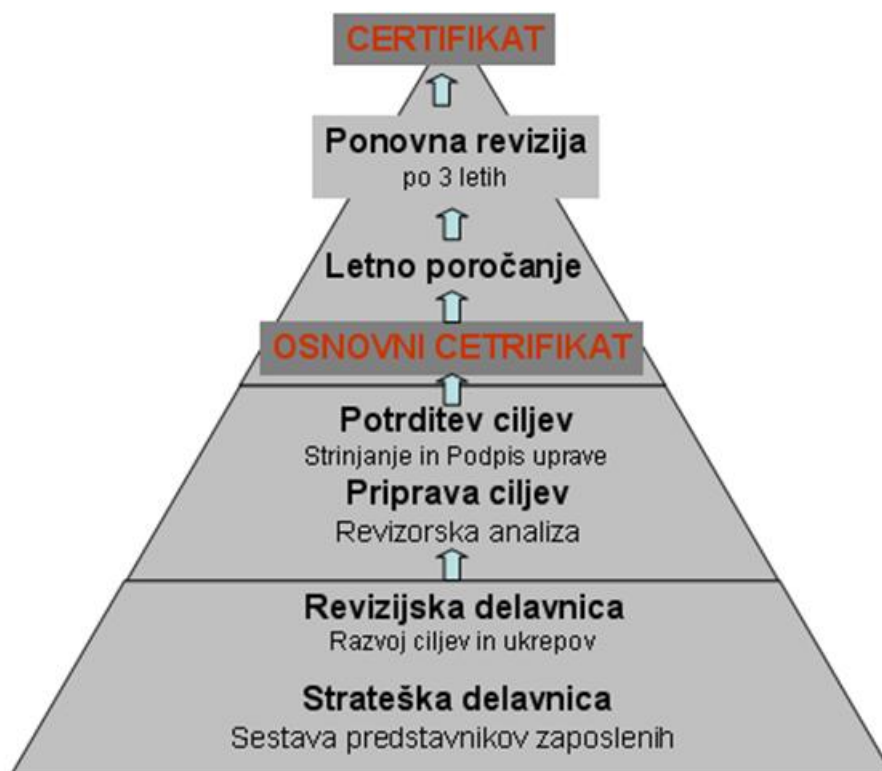 CERTIFIKAT
Ponovna revizija
po 3 letih
Letno poročanje
OSNOVNI CETRIFIKAT
Potrditev ciljev
Strinjanje in Podpis uprave
Priprava ciljev
Revizorska analiza
Revizijska delavnica
Razvoj ciljev in ukrepov
Strateška delavnica
Sestava predstavnikov zaposlenih